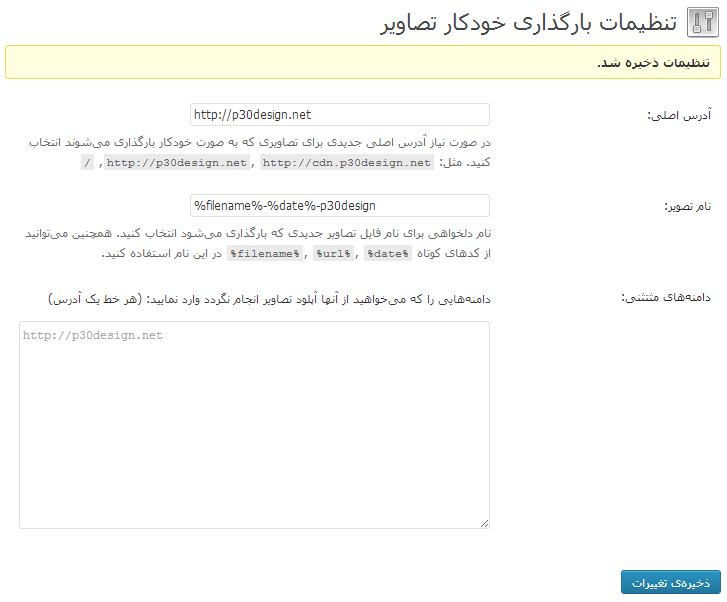 تنظیمات بارگذاری خودکار تصاویر
تنظیمات ذخیره شد.
آدرس اصلی:
http://p30design.net
در صورت نیاز آدرس اصلی جدیدی برای تصاویری که به صورت خودکار بارگذاری می‌شوند انتخاب
کنید. مثل: http://cdn.p30design.net , http://p30design.net , /
نام تصویر:
%filename%-%date%-p30design
نام دلخواهی برای نام فایل تصاویر جدیدی که بارگذاری می‌شود انتخاب کنید. همچنین می‌توانید
از کدهای کوتاه %date% , %url% , %filename% در این نام استفاده کنید.
دامنه‌های مثتثنی:
دامنه‌هایی را که می‌خواهید از آنها آپلود تصاویر انجام نگردد وارد نمایید: (هر خط یک آدرس)
http://p30design.net
ذخیره‌ی تغییرات